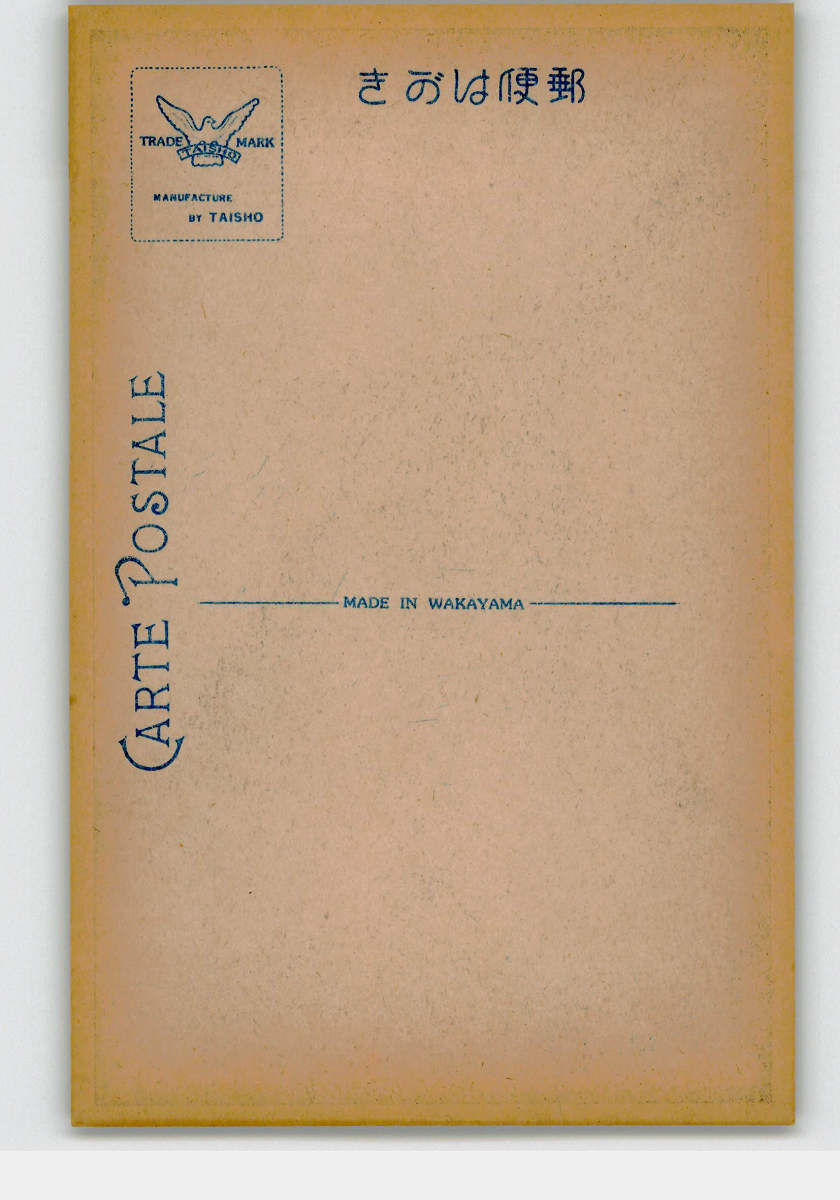 郵便はがき
TRADE MARK
TAISHO
MANUFACTURE
BY TAISHO
CARTE POSTALE
MADE IN WAKAYAMA